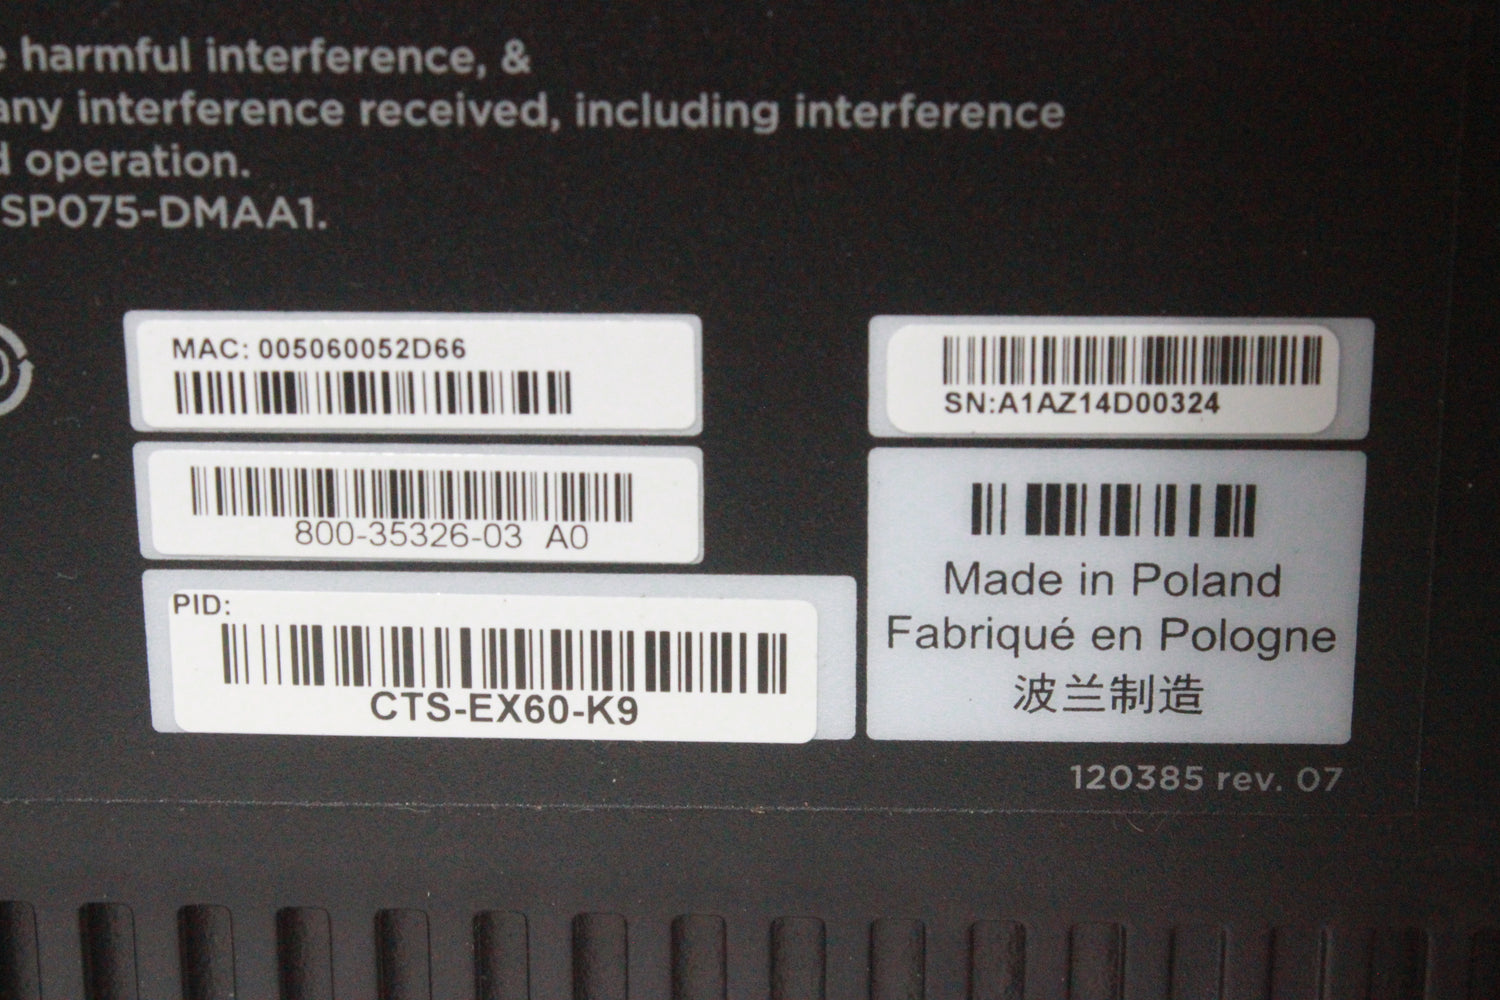 harmful interference, &
any interference received, including interference
operation.
SP075-DMAA1.
MAC: 005060052D66
800-35326-03 A0
PID:
CTS-EX60-K9
SN:A1AZ14D00324
Made in Poland
Fabriqué en Pologne
波兰制造
120385 rev. 07